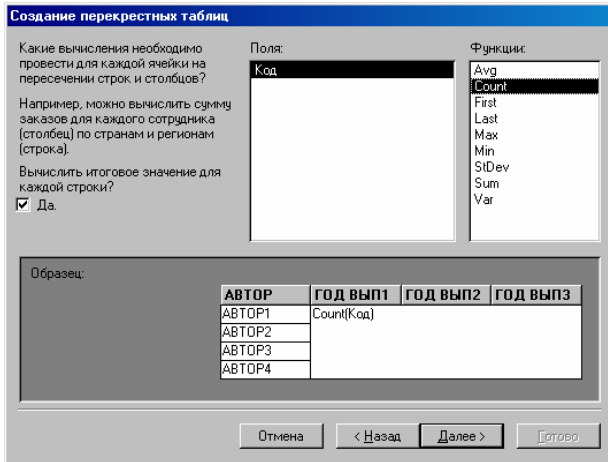 Создание перекрестных таблиц
Какие вычисления необходимо
провести для каждой ячейки на
пересечении строк и столбцов?
Например, можно вычислить сумму
заказов для каждого сотрудника
(столбец) по странам и регионам
(строка).
Вычислить итоговое значение для
каждой строки?
Да.
Поля:
Код
Функции:
Avg
Count
First
Last
Max
Min
StDev
Sum
Var
Образец:
АВТОР ГОД ВЫП1 ГОД ВЫП2 ГОД ВЫП3
АВТОР1 Count(Код)
АВТОР2
АВТОР3
АВТОР4
Отмена < Назад Далее > Готово